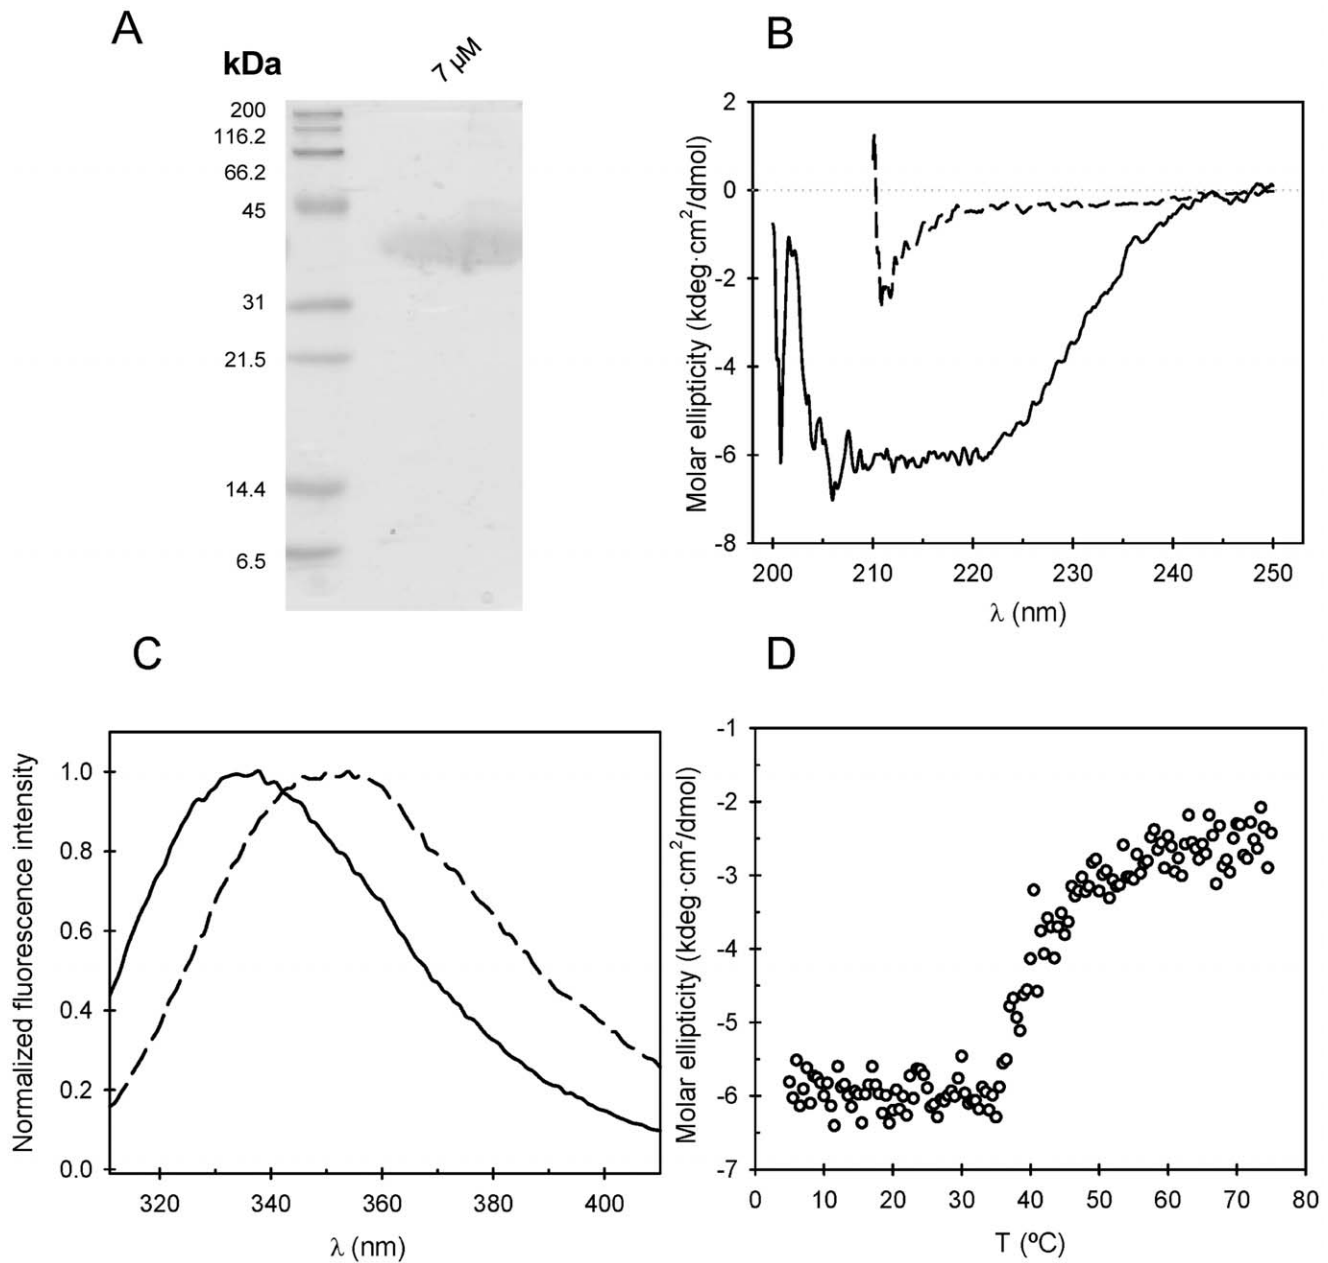 A
kDa
7 µM
200
116.2
66.2
45
31
21.5
14.4
6.5
B
Molar ellipticity (kdeg·cm²/dmol)
2
0
-2
-4
-6
-8
200 210 220 230 240 250
λ (nm)
C
Normalized fluorescence intensity
1.0
0.8
0.6
0.4
0.2
0.0
320 340 360 380 400
λ (nm)
D
Molar ellipticity (kdeg·cm²/dmol)
-1
-2
-3
-4
-5
-6
-7
0 10 20 30 40 50 60 70 80
T (ºC)